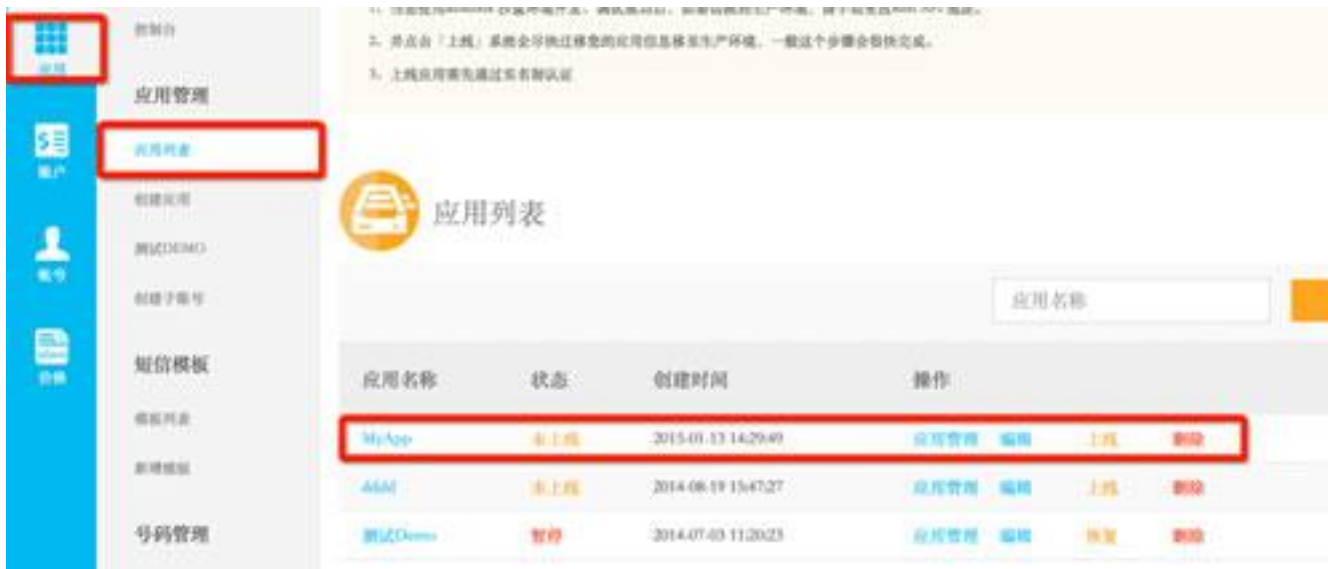 应用
账户
账号
价格
控制台
应用管理
应用列表
创建应用
测试DEMO
创建子账号
短信模板
模板列表
新增模板
号码管理
2、并点击「上线」系统会尽快迁移您的应用信息移至生产环境，一般这个步骤会很快完成。
3、上线应用需先通过实名制认证
应用列表
应用名称
应用名称 状态 创建时间 操作
MyApp 未上线 2015-01-13 14:29:49 应用管理 编辑 上线 删除
未上线 2014-08-19 15:47:27 应用管理 编辑 上线 删除
测试Demo 暂停 2014-07-03 11:20:23 应用管理 编辑 恢复 删除